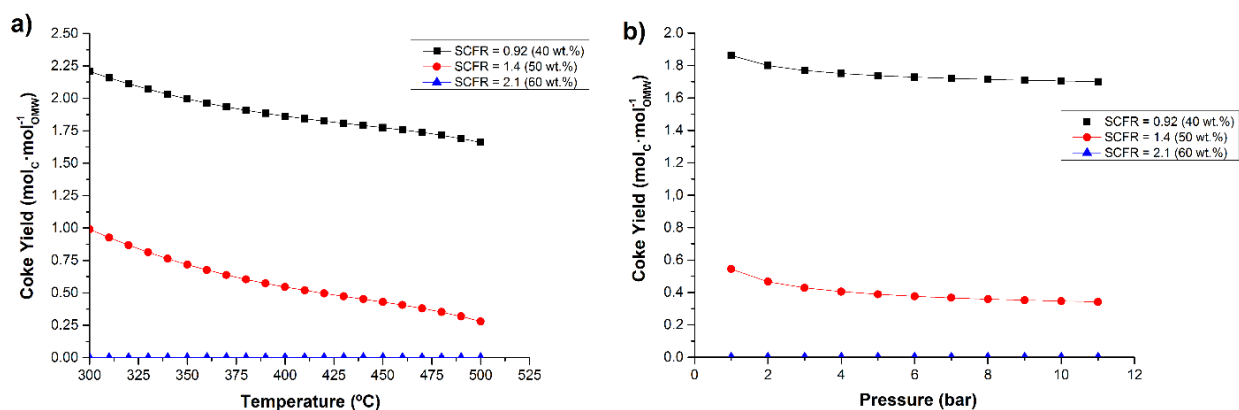 a)
Coke Yield (mol_C·mol⁻¹_OMW)
2.50
2.25
2.00
1.75
1.50
1.25
1.00
0.75
0.50
0.25
0.00
300 325 350 375 400 425 450 475 500 525
Temperature (ºC)
SCFR = 0.92 (40 wt.%)
SCFR = 1.4 (50 wt.%)
SCFR = 2.1 (60 wt.%)
b)
Coke Yield (mol_C·mol⁻¹_OMW)
2.0
1.8
1.6
1.4
1.2
1,0
0.8
0.6
0.4
0.2
0.0
0 2 4 6 8 10 12
Pressure (bar)
SCFR = 0.92 (40 wt.%)
SCFR = 1.4 (50 wt.%)
SCFR = 2.1 (60 wt.%)